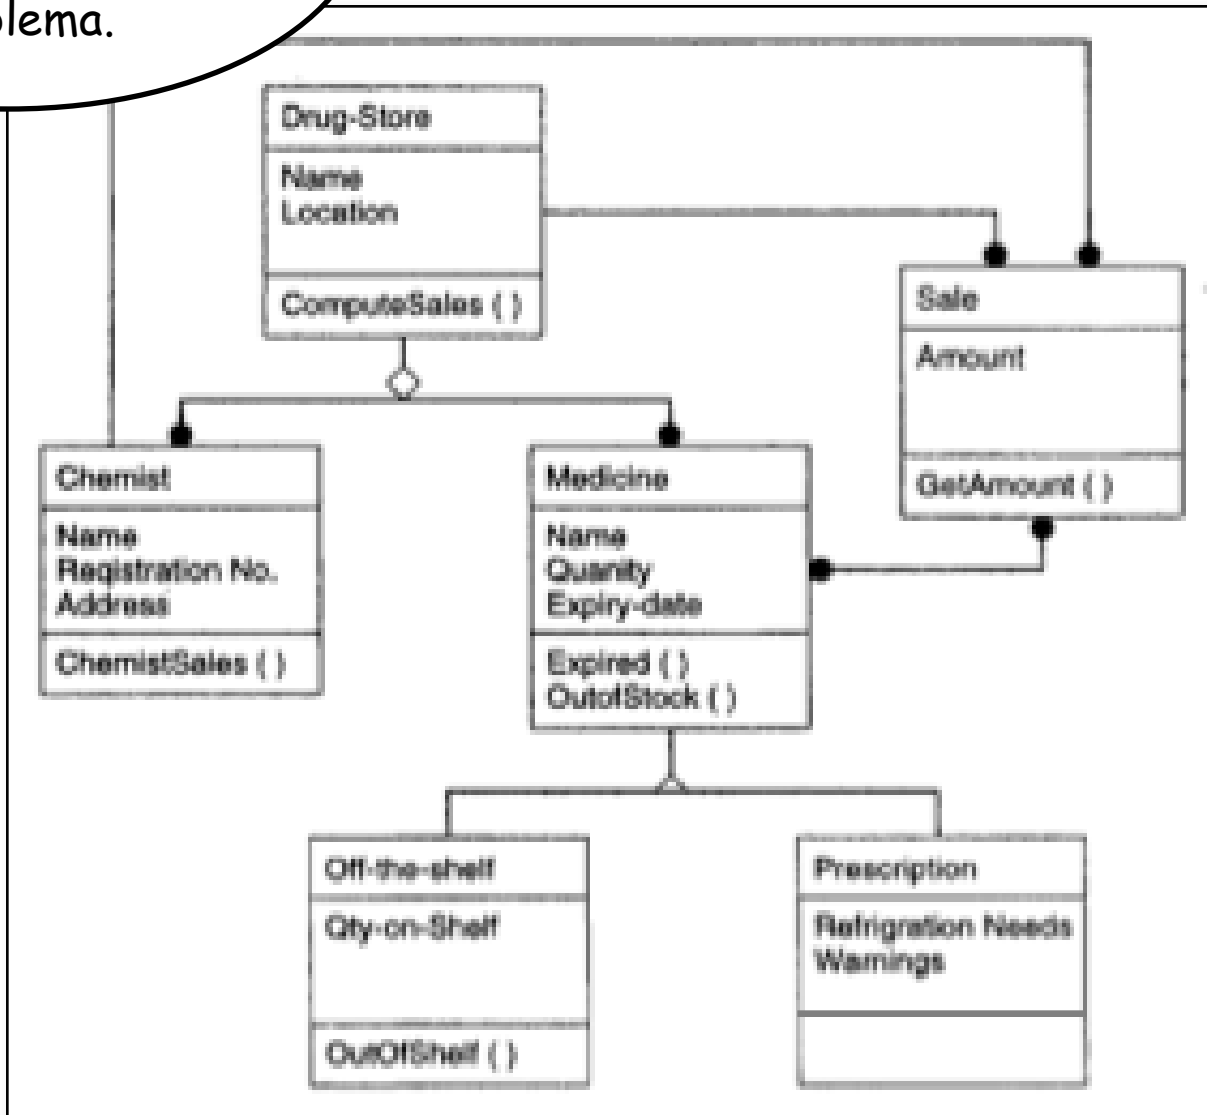 olema.
Drug-Store
Name
Location
ComputeSales ( )
Sale
Amount
GetAmount ( )
Chemist
Name
Registration No.
Address
ChemistSales ( )
Medicine
Name
Quanity
Expiry-date
Expired ( )
OutofStock ( )
Off-the-shelf
Qty-on-Shelf
OutOfShelf ( )
Prescription
Refrigration Needs
Warnings